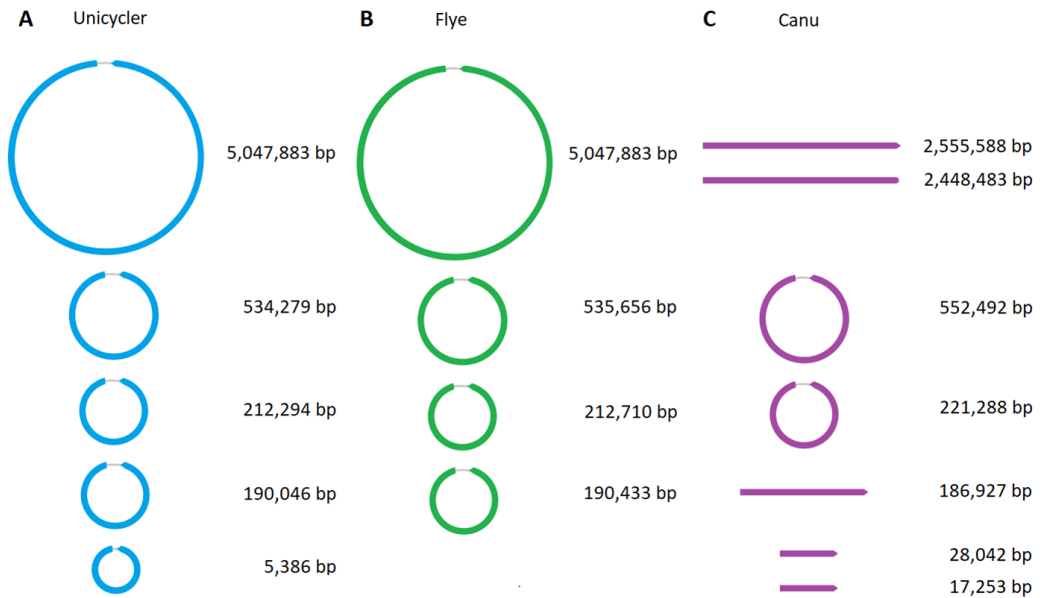 A Unicycler
B Flye
C Canu
5,047,883 bp
5,047,883 bp
2,555,588 bp
2,448,483 bp
534,279 bp
535,656 bp
552,492 bp
212,294 bp
212,710 bp
221,288 bp
190,046 bp
190,433 bp
186,927 bp
5,386 bp
28,042 bp
17,253 bp